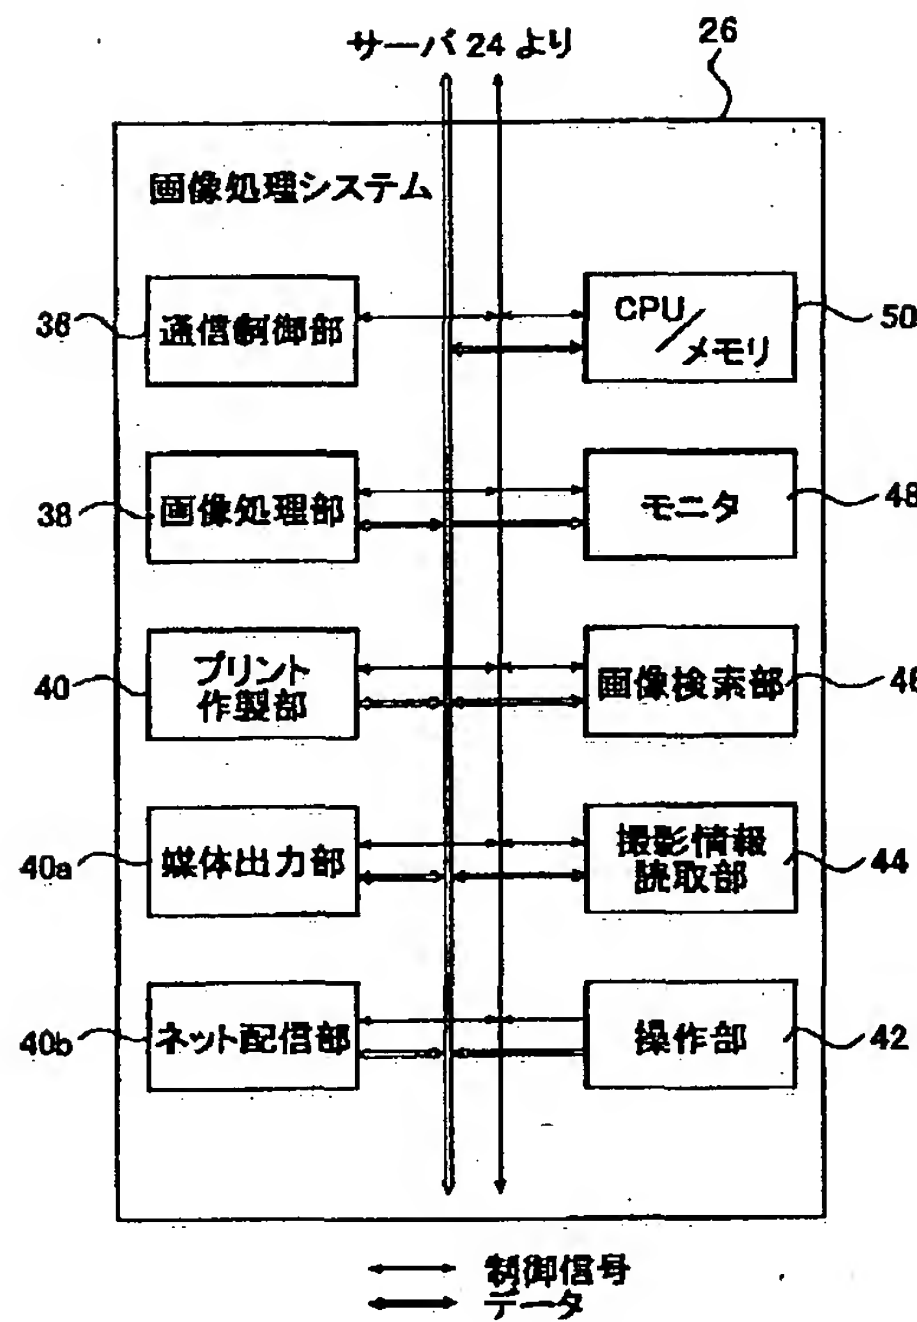 サーバ24より
26
画像処理システム
36
通信制御部
CPU/メモリ
50
38
画像処理部
モニタ
48
40
プリント
作製部
画像検索部
46
40a
媒体出力部
撮影情報
読取部
44
40b
ネット配信部
操作部
42
制御信号
データ